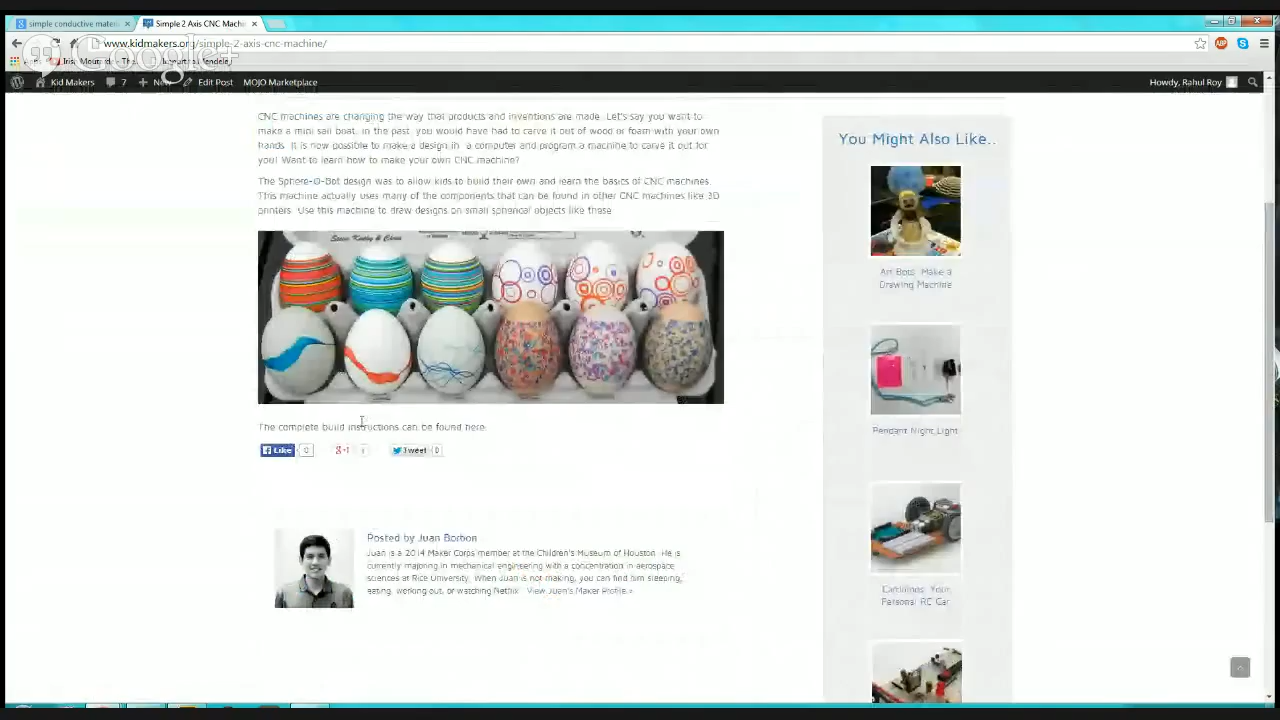 simple conductive materi
Simple 2 Axis CNC Machi
www.kidmakers.org/simple-2-axis-cnc-machine/
Google+
Kid Makers
7
New
Edit Post
MOJO Marketplace
Howdy, Rahul Roy
CNC machines are changing the way that products and inventions are made. Let's say you want to
make a mini sail boat. In the past, you would have had to carve it out of wood or foam with your own
hands. It is now possible to make a design in a computer and program a machine to carve it out for
you! Want to learn how to make your own CNC machine?
The Sphere-O-Bot design was to allow kids to build their own and learn the basics of CNC machines.
This machine actually uses many of the components that can be found in other CNC machines like 3D
printers. Use this machine to draw designs on small spherical objects like these.
The complete build instructions can be found here.
Like 0
g+1
Tweet 0
Posted by Juan Borbon
Juan is a 2014 Maker Corps member at the Children's Museum of Houston. He is
currently majoring in mechanical engineering with a concentration in aerospace
sciences at Rice University. When Juan is not making, you can find him sleeping,
eating, working out, or watching Netflix. View Juan's Maker Profile »
You Might Also Like..
Art Bots: Make a
Drawing Machine
Pendant Night Light
Your
Personal RC Car